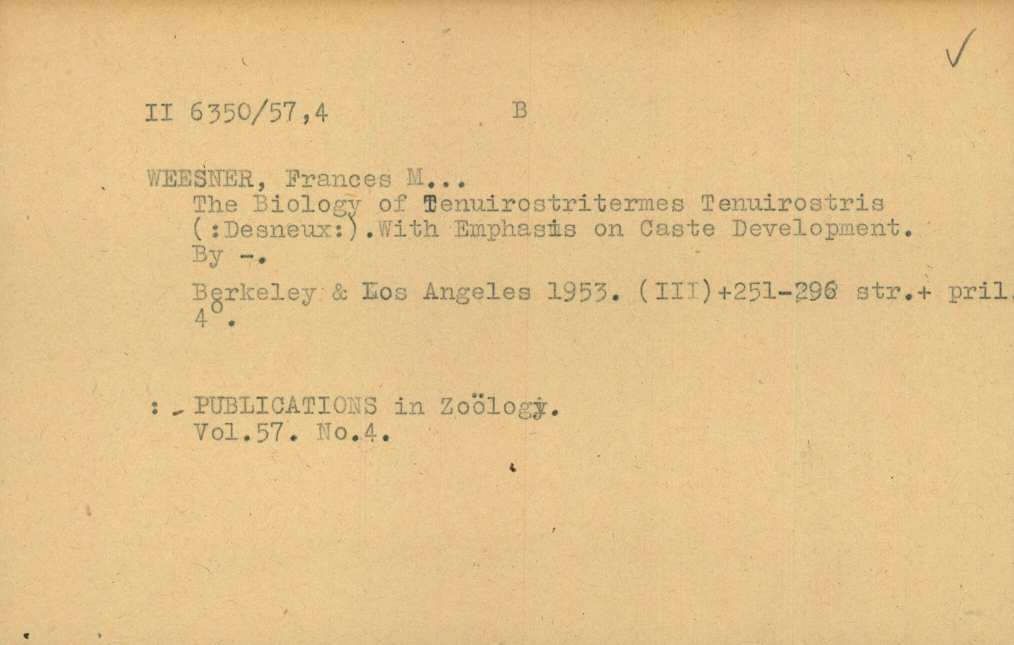 II 6350/57,4 B
WEESNER, Frances M...
The Biology of Tenuirostritermes Tenuirostris
(:Desneux:).With Emphasis on Caste Development.
By -.
Berkeley & Los Angeles 1953. (III)+251-296 str.+ pril.
4°.
: - PUBLICATIONS in Zoölogy.
Vol.57. No.4.